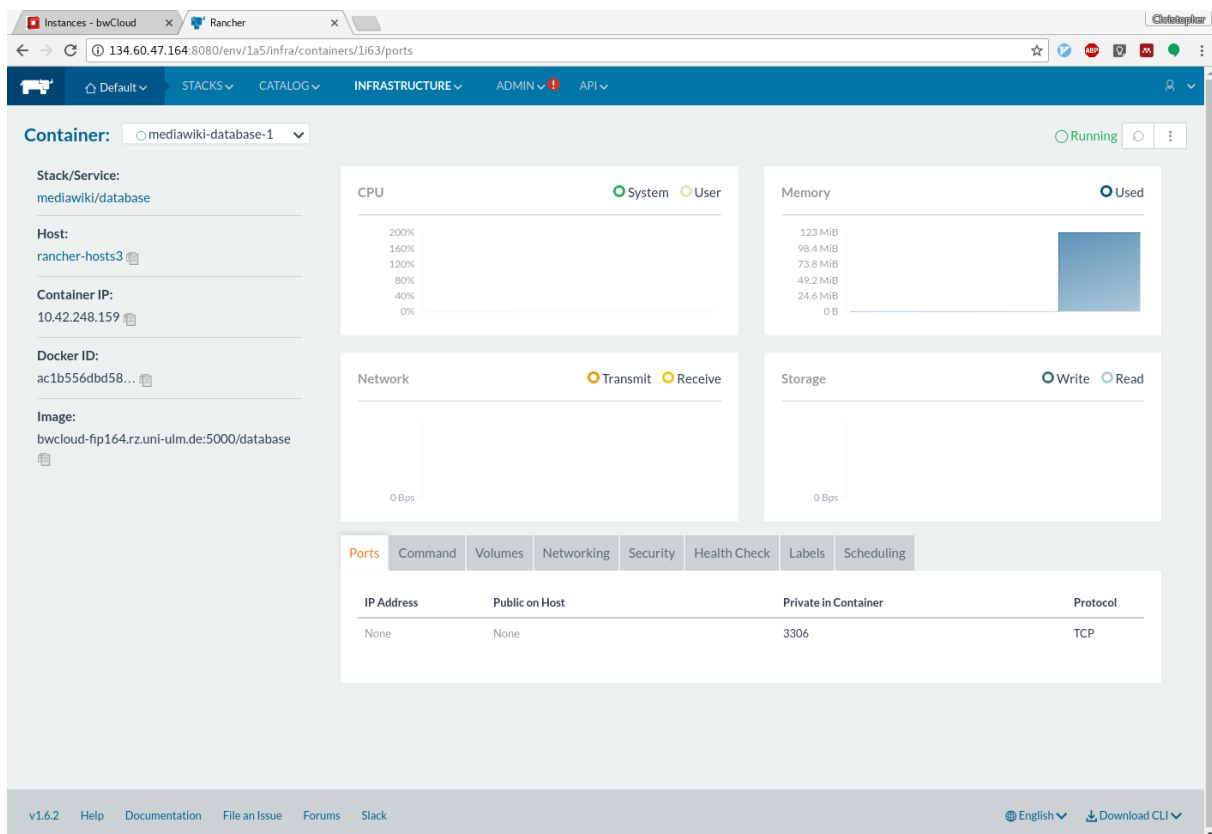 Instances - bwCloud
Rancher
Christopher
134.60.47.164:8080/env/1a5/infra/containers/1i63/ports
ABP
Default
STACKS
CATALOG
INFRASTRUCTURE
ADMIN
API
Container:
mediawiki-database-1
Running
Stack/Service:
mediawiki/database
Host:
rancher-hosts3
Container IP:
10.42.248.159
Docker ID:
ac1b556dbd58…
Image:
bwcloud-fip164.rz.uni-ulm.de:5000/database
CPU
System User
200%
160%
120%
80%
40%
0%
Memory
Used
123 MiB
98.4 MiB
73.8 MiB
49.2 MiB
24.6 MiB
0 B
Network
Transmit Receive
0 Bps
Storage
Write Read
0 Bps
Ports Command Volumes Networking Security Health Check Labels Scheduling
IP Address Public on Host Private in Container Protocol
None None 3306 TCP
v1.6.2 Help Documentation File an Issue Forums Slack English Download CLI